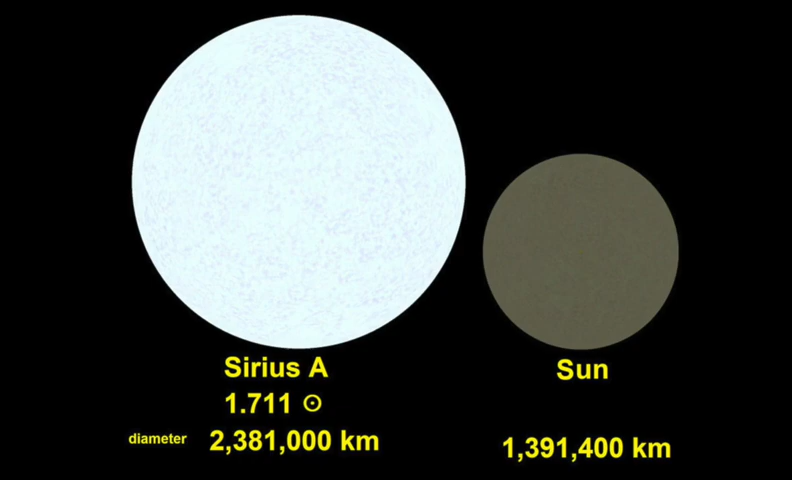 Sirius A
1.711 ☉
diameter 2,381,000 km
Sun
1,391,400 km